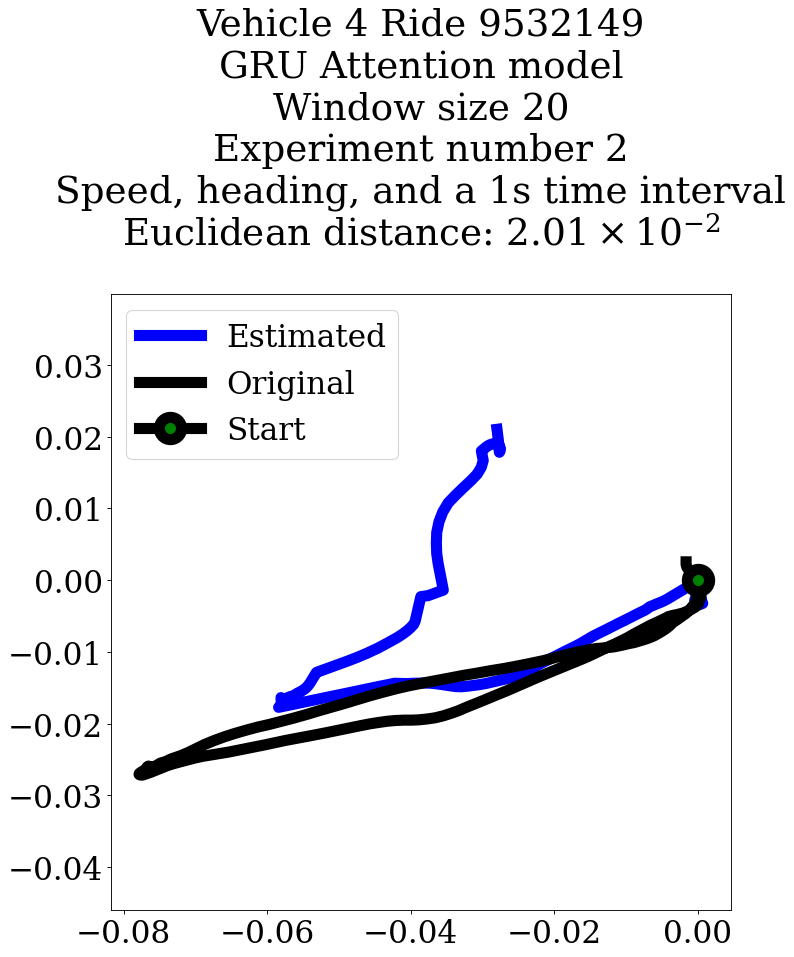 Vehicle 4 Ride 9532149
GRU Attention model
Window size 20
Experiment number 2
Speed, heading, and a 1s time interval
Euclidean distance: 2.01 × 10⁻²
Estimated
Original
Start
0.03
0.02
0.01
0.00
−0.01
−0.02
−0.03
−0.04
−0.08 −0.06 −0.04 −0.02 0.00